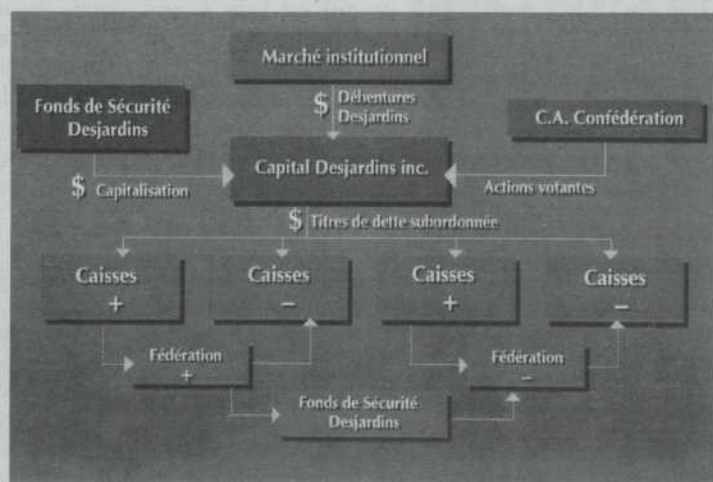 Marché institutionnel
$ Débentures
Desjardins
Fonds de Sécurité
Desjardins
C.A. Confédération
Capital Desjardins inc.
$ Capitalisation
Actions votantes
$ Titres de dette subordonnée
Caisses
+
Caisses
–
Caisses
+
Caisses
–
Fédération
+
Fédération
–
Fonds de Sécurité
Desjardins